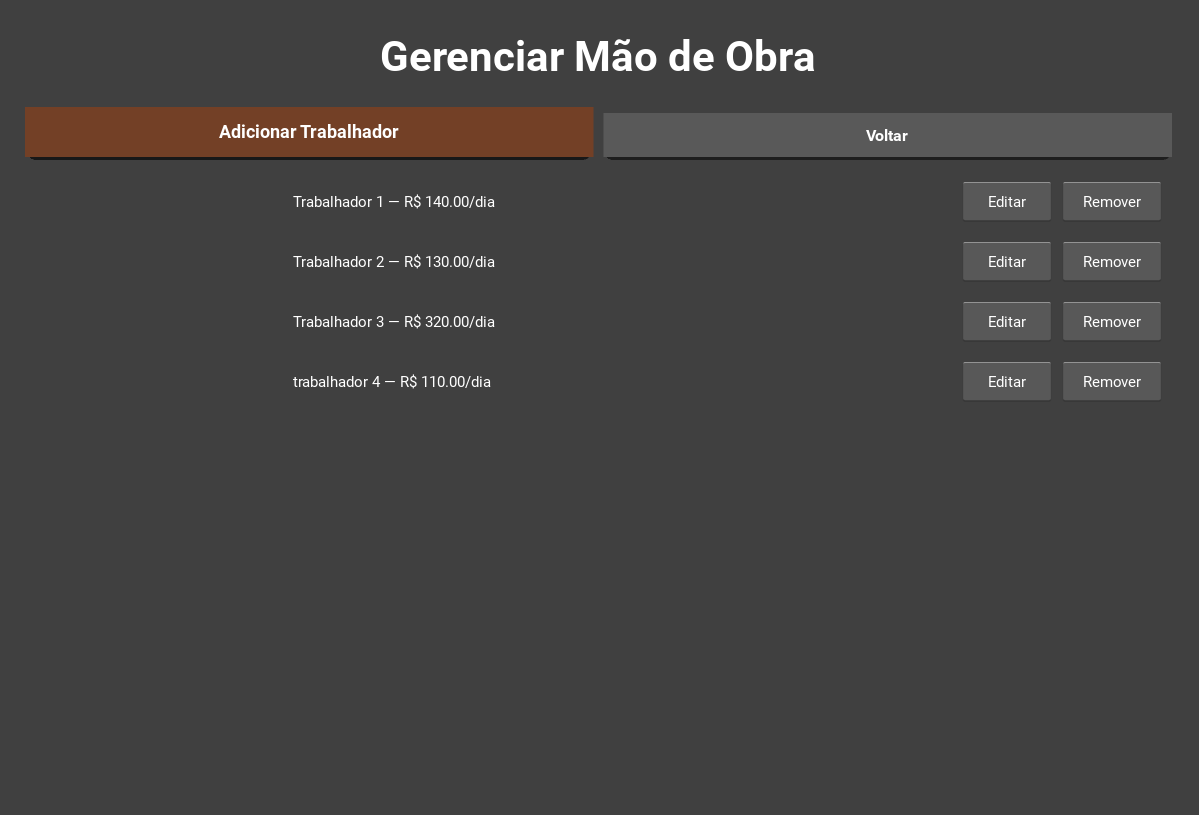 Gerenciar Mão de Obra
Adicionar Trabalhador
Voltar
Trabalhador 1 — R$ 140.00/dia
Editar
Remover
Trabalhador 2 — R$ 130.00/dia
Editar
Remover
Trabalhador 3 — R$ 320.00/dia
Editar
Remover
trabalhador 4 — R$ 110.00/dia
Editar
Remover